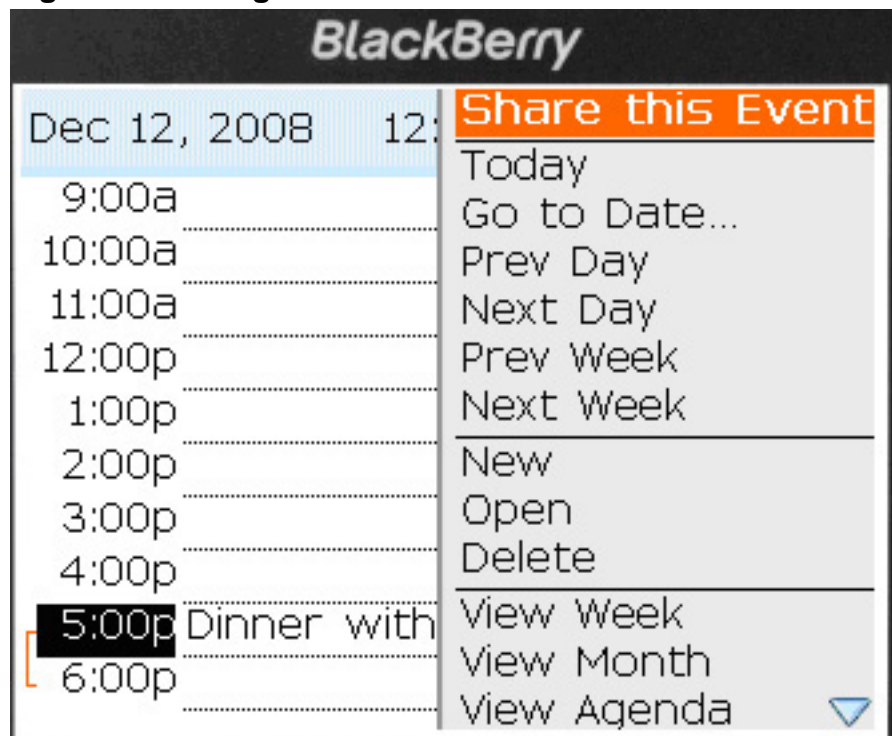 BlackBerry
Dec 12, 2008 12:
9:00a
10:00a
11:00a
12:00p
1:00p
2:00p
3:00p
4:00p
5:00p Dinner with
6:00p
Share this Event
Today
Go to Date...
Prev Day
Next Day
Prev Week
Next Week
New
Open
Delete
View Week
View Month
View Agenda